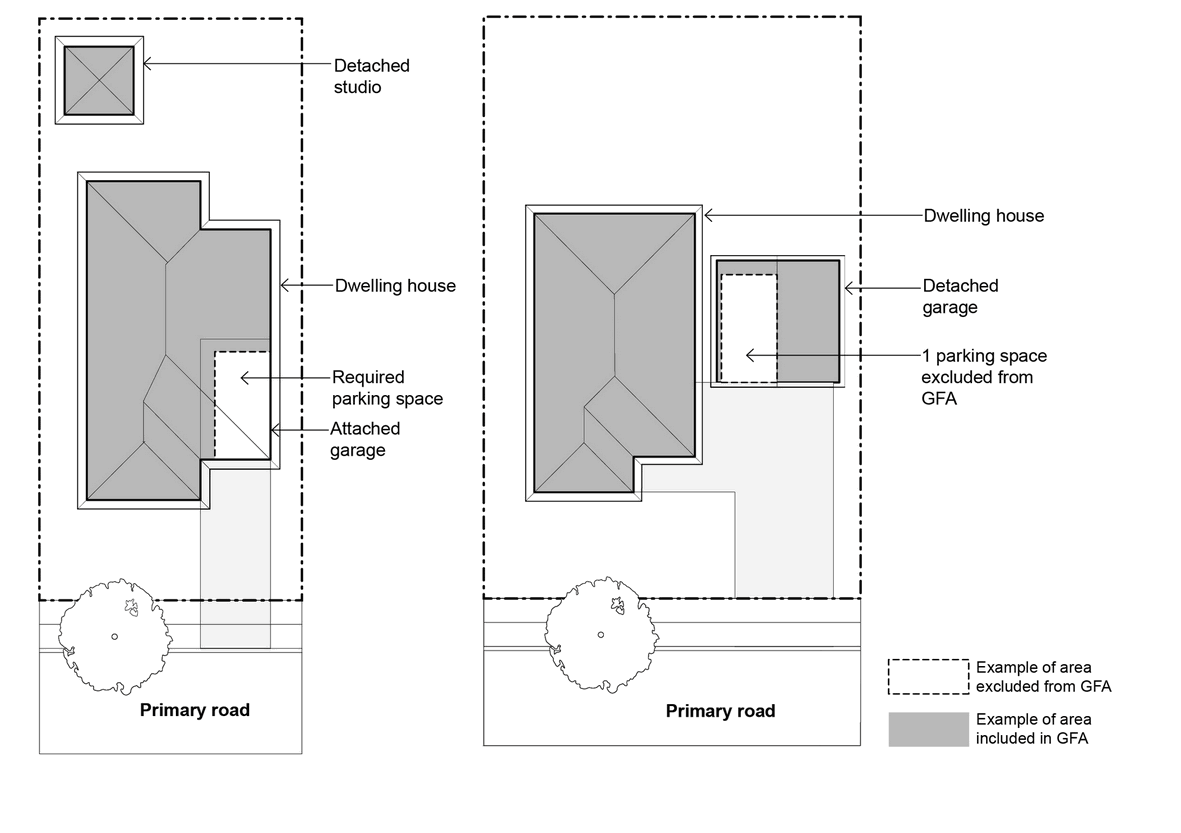 Detached
studio
Dwelling house
Required
parking space
Attached
garage
Primary road
Dwelling house
Detached
garage
1 parking space
excluded from
GFA
Primary road
Example of area
excluded from GFA
Example of area
included in GFA